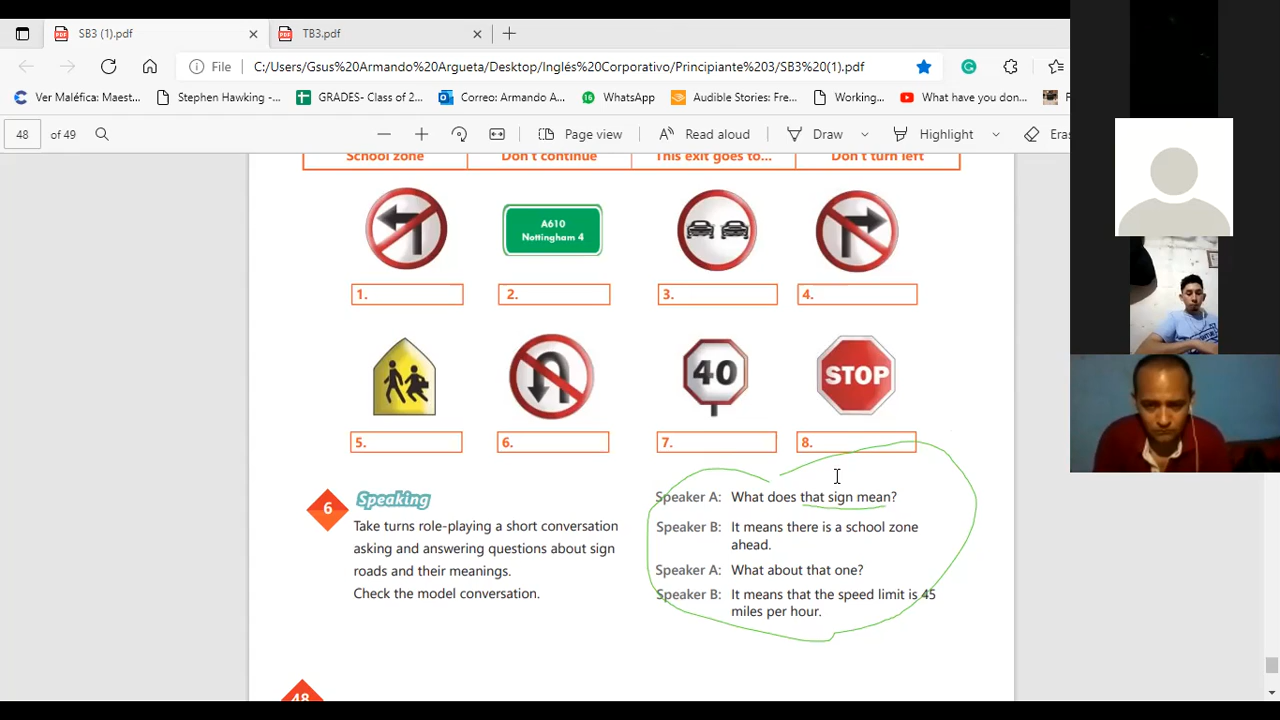 SB3 (1).pdf
TB3.pdf
File
C:/Users/Gsus%20Armando%20Argueta/Desktop/Inglés%20Corporativo/Principiante%203/SB3%20(1).pdf
Ver Maléfica: Maest...
Stephen Hawking -...
GRADES- Class of 2...
Correo: Armando A...
16
WhatsApp
Audible Stories: Fre...
Working...
What have you don...
48
of 49
Page view
Read aloud
Draw
Highlight
Eras
School zone
Don't continue
This exit goes to...
Don't turn left
A610
Nottingham 4
1.
2.
3.
4.
40
STOP
5.
6.
7.
8.
6
Speaking
Take turns role-playing a short conversation
asking and answering questions about sign
roads and their meanings.
Check the model conversation.
Speaker A: What does that sign mean?
Speaker B: It means there is a school zone
ahead.
Speaker A: What about that one?
Speaker B: It means that the speed limit is 45
miles per hour.
48